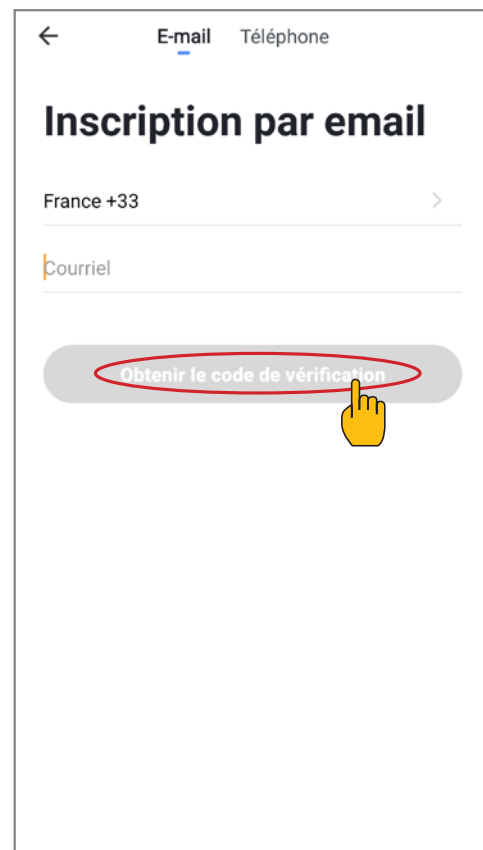 E-mail Téléphone
Inscription par email
France +33
Courriel
Obtenir le code de vérification